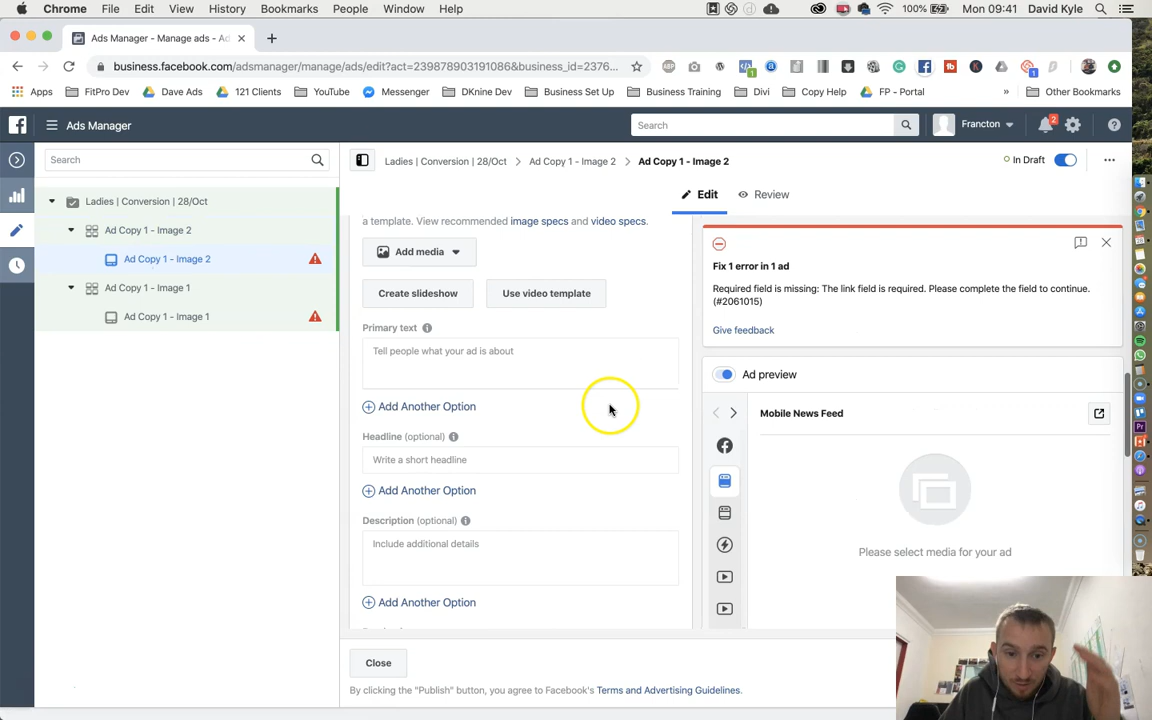 Chrome File Edit View History Bookmarks People Window Help 100% Mon 09:41 David Kyle
Ads Manager - Manage ads - Ad
business.facebook.com/adsmanager/manage/ads/edit?act=239878903191086&business_id=2376...
Apps FitPro Dev Dave Ads 121 Clients YouTube Messenger DKnine Dev Business Set Up Business Training Divi Copy Help FP - Portal » Other Bookmarks
Ads Manager Search Francton 2
Search
Ladies | Conversion | 28/Oct > Ad Copy 1 - Image 2 > Ad Copy 1 - Image 2 In Draft
Edit Review
Ladies | Conversion | 28/Oct
Ad Copy 1 - Image 2
Ad Copy 1 - Image 2
Ad Copy 1 - Image 1
Ad Copy 1 - Image 1
a template. View recommended image specs and video specs.
Add media
Create slideshow Use video template
Primary text
Tell people what your ad is about
Add Another Option
Headline (optional)
Write a short headline
Add Another Option
Description (optional)
Include additional details
Add Another Option
Fix 1 error in 1 ad
Required field is missing: The link field is required. Please complete the field to continue.
(#2061015)
Give feedback
Ad preview
Mobile News Feed
Please select media for your ad
Close
By clicking the "Publish" button, you agree to Facebook's Terms and Advertising Guidelines.